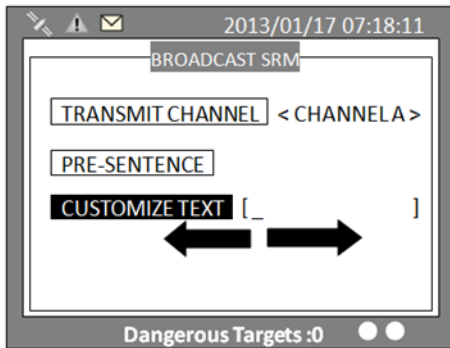 2013/01/17 07:18:11
BROADCAST SRM
TRANSMIT CHANNEL < CHANNEL A >
PRE-SENTENCE
CUSTOMIZE TEXT [_ ]
Dangerous Targets :0